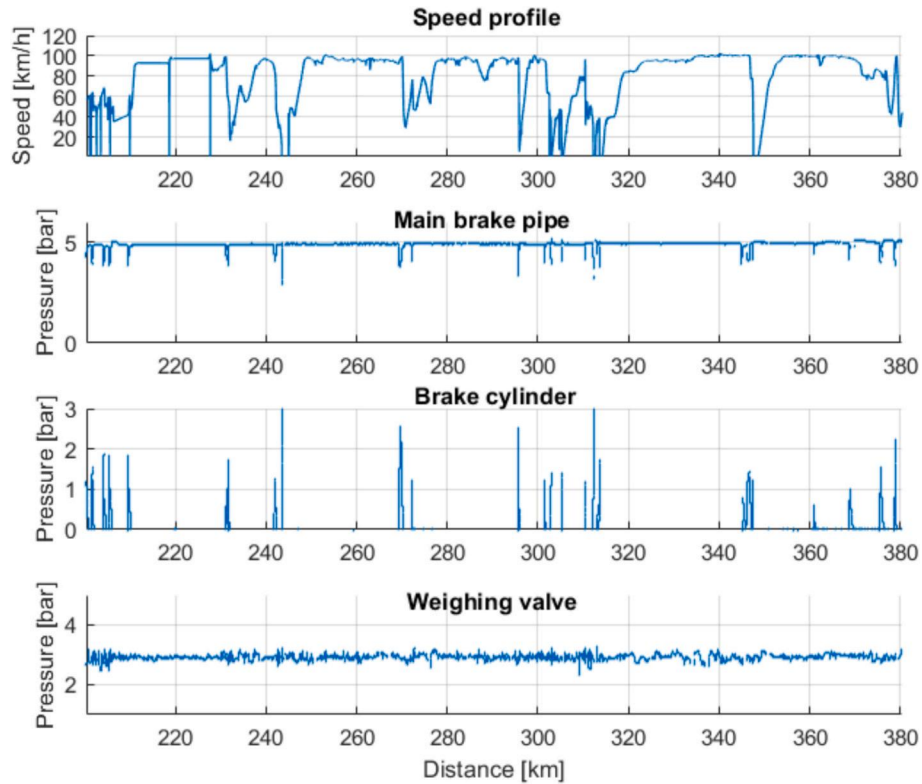 Speed profile
Speed [km/h]
120
100
80
60
40
20
220 240 260 280 300 320 340 360 380
Main brake pipe
Pressure [bar]
5
0
220 240 260 280 300 320 340 360 380
Brake cylinder
Pressure [bar]
3
2
1
0
220 240 260 280 300 320 340 360 380
Weighing valve
Pressure [bar]
4
2
220 240 260 280 300 320 340 360 380
Distance [km]